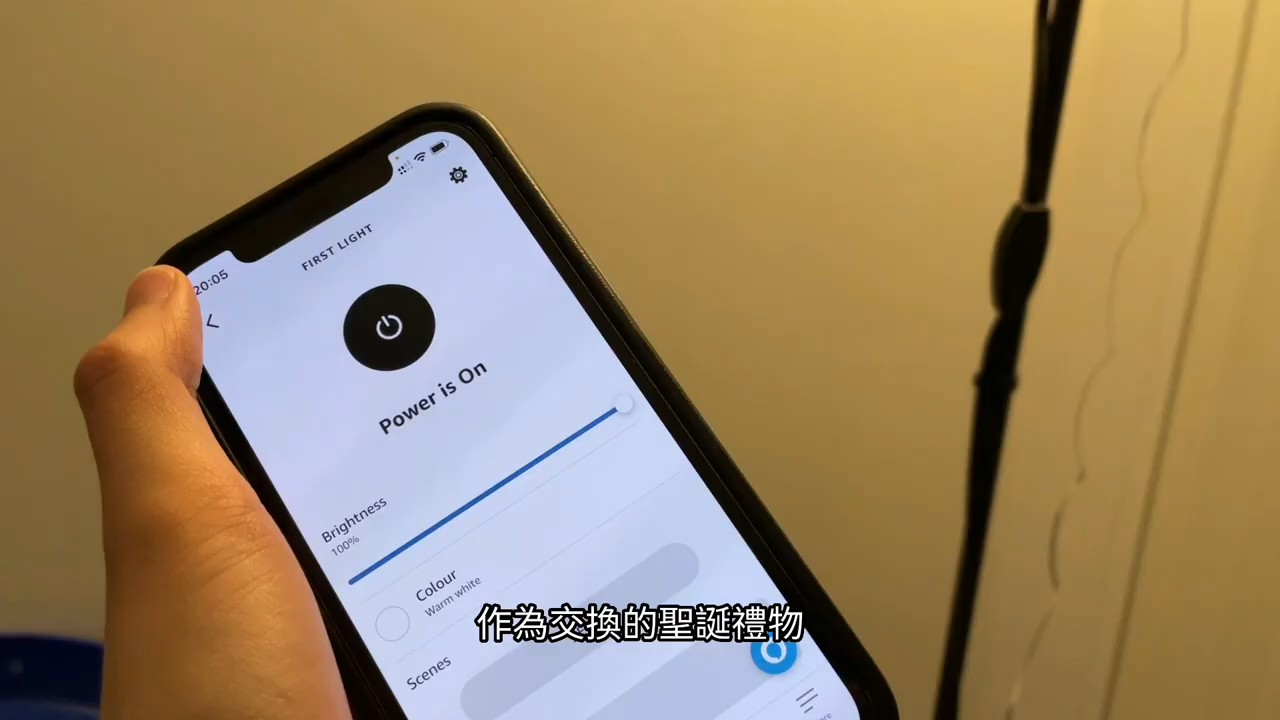 20:05
FIRST LIGHT
Power is On
Brightness
100%
Colour
Warm white
Scenes
作為交換的聖誕禮物